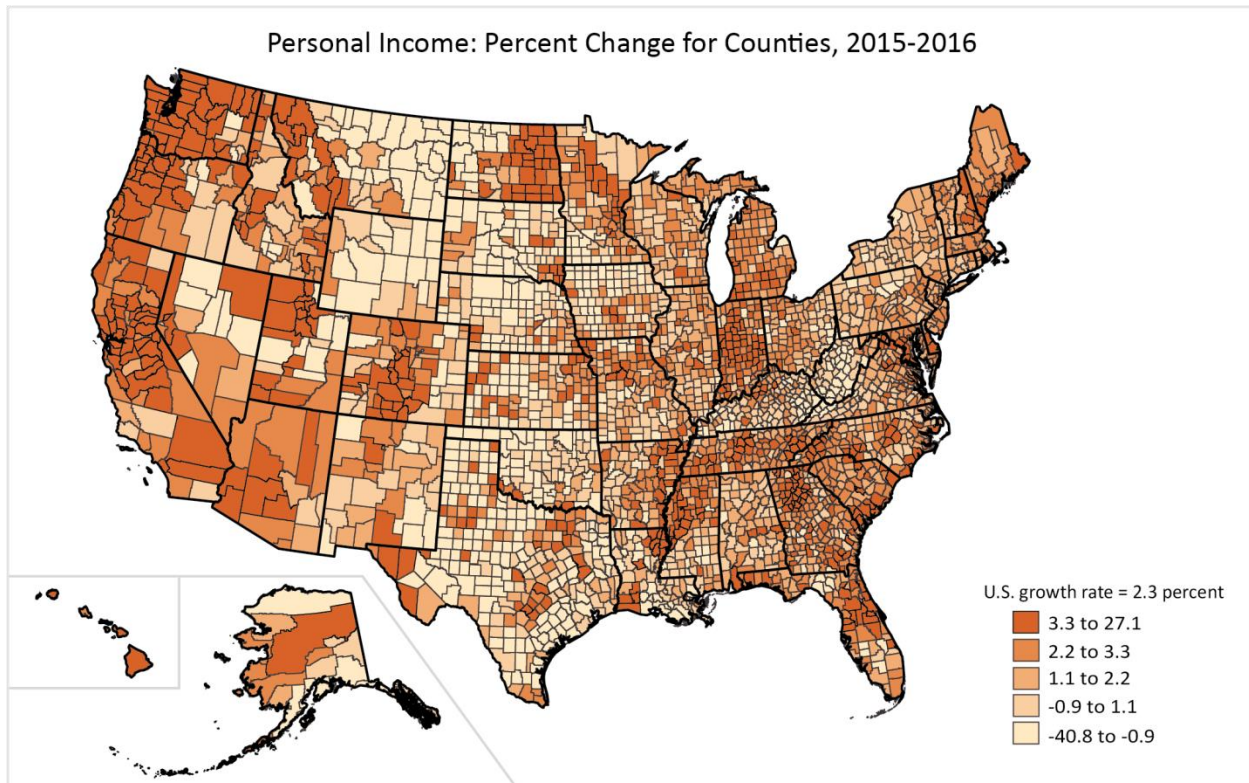 Personal Income: Percent Change for Counties, 2015-2016
U.S. growth rate = 2.3 percent
3.3 to 27.1
2.2 to 3.3
1.1 to 2.2
-0.9 to 1.1
-40.8 to -0.9